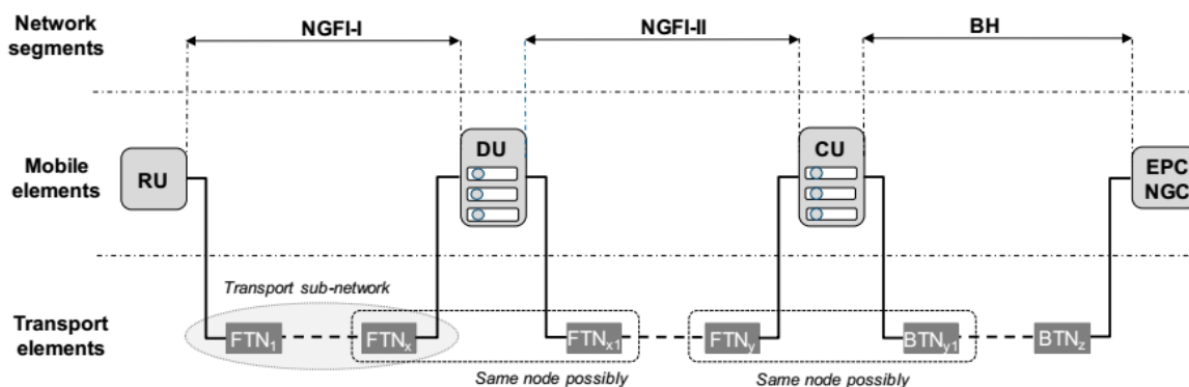 Network
segments
NGFI-I
NGFI-II
BH
Mobile
elements
RU
DU
CU
EPC
NGC
Transport sub-network
Transport
elements
FTN₁
FTNₓ
FTNₓ₁
FTNy
BTNy1
BTNz
Same node possibly
Same node possibly